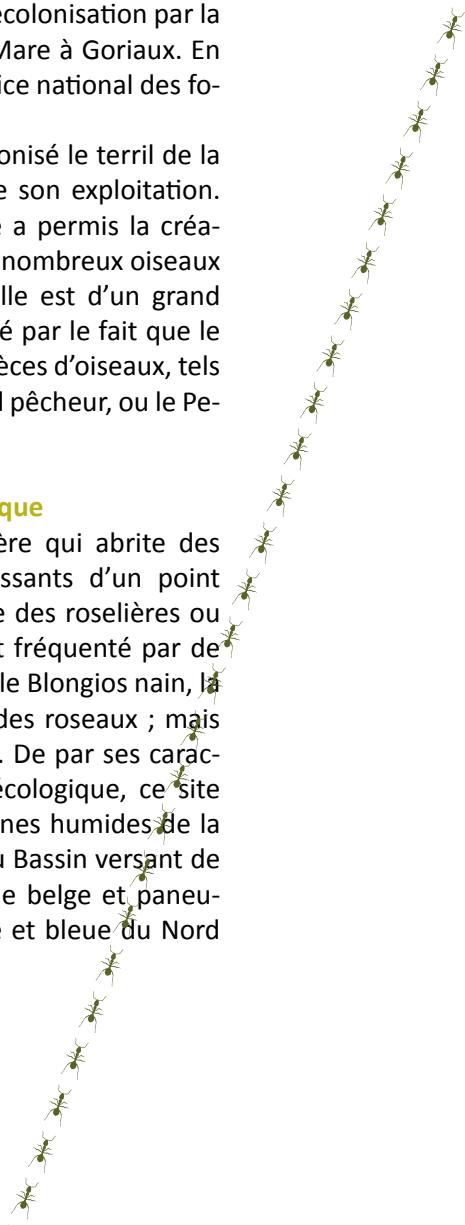 ecolonisation par la
Mare à Goriaux. En
ice national des fo-
onisé le terril de la
e son exploitation.
e a permis la créa-
nombreux oiseaux
lle est d'un grand
é par le fait que le
èces d'oiseaux, tels
l pêcheur, ou le Pe-
que
ère qui abrite des
ssants d'un point
e des roselières ou
t fréquenté par de
le Blongios nain, la
des roseaux ; mais
. De par ses carac-
écologique, ce site
nes humides de la
u Bassin versant de
e belge et paneu-
e et bleue du Nord